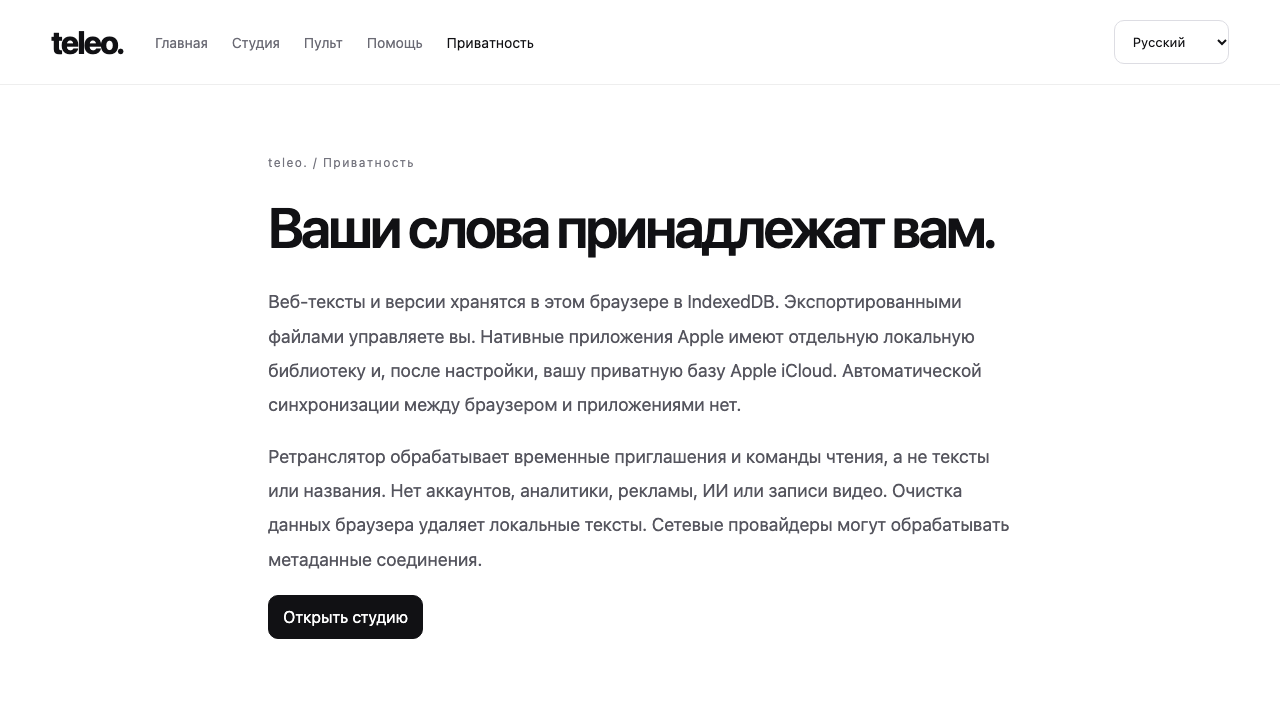 teleo.
Главная
Студия
Пульт
Помощь
Приватность
Русский
teleo. / Приватность
Ваши слова принадлежат вам.
Веб-тексты и версии хранятся в этом браузере в IndexedDB. Экспортированными
файлами управляете вы. Нативные приложения Apple имеют отдельную локальную
библиотеку и, после настройки, вашу приватную базу Apple iCloud. Автоматической
синхронизации между браузером и приложениями нет.
Ретранслятор обрабатывает временные приглашения и команды чтения, а не тексты
или названия. Нет аккаунтов, аналитики, рекламы, ИИ или записи видео. Очистка
данных браузера удаляет локальные тексты. Сетевые провайдеры могут обрабатывать
метаданные соединения.
Открыть студию